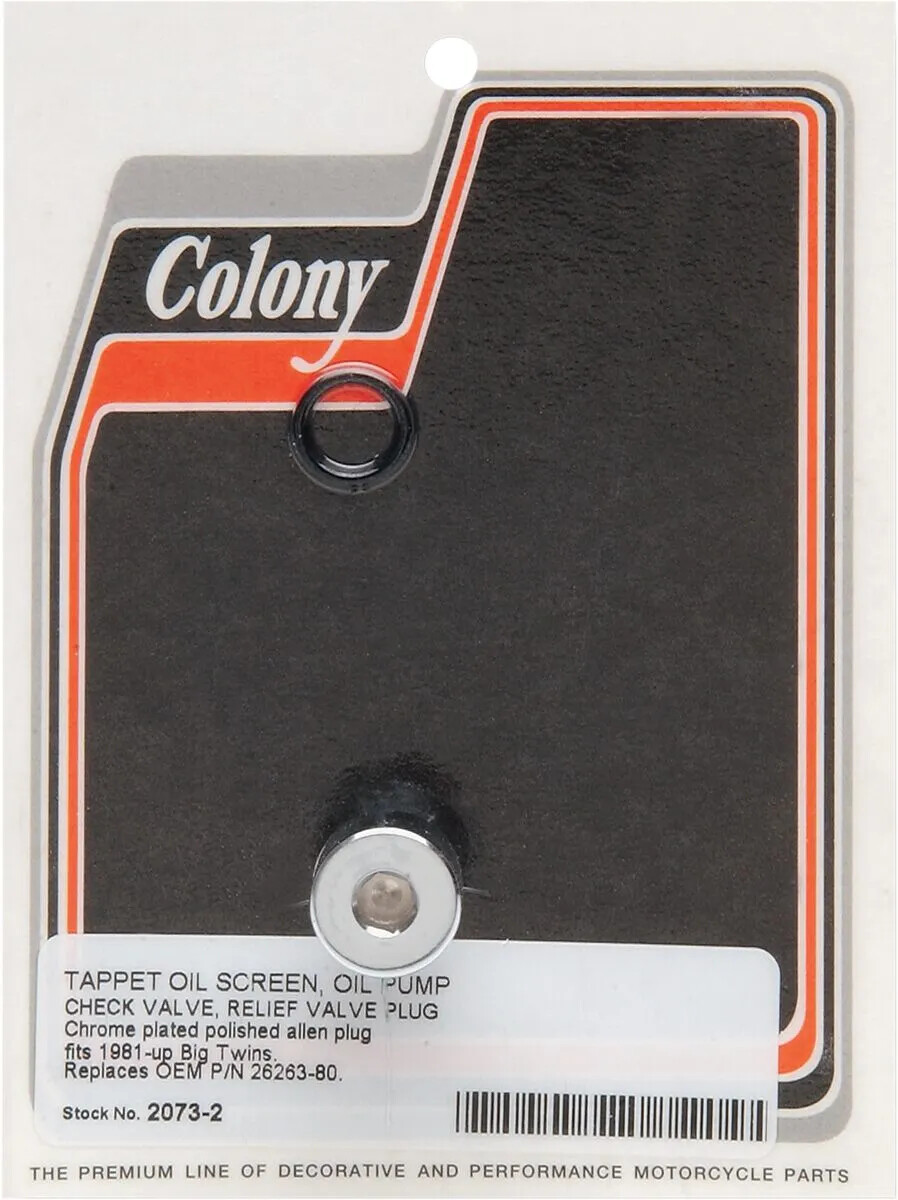 Colony
TAPPET OIL SCREEN, OIL PUMP
CHECK VALVE, RELIEF VALVE PLUG
Chrome plated polished allen plug
fits 1981-up Big Twins.
Replaces OEM P/N 26263-80.
Stock No. 2073-2
THE PREMIUM LINE OF DECORATIVE AND PERFORMANCE MOTORCYCLE PARTS